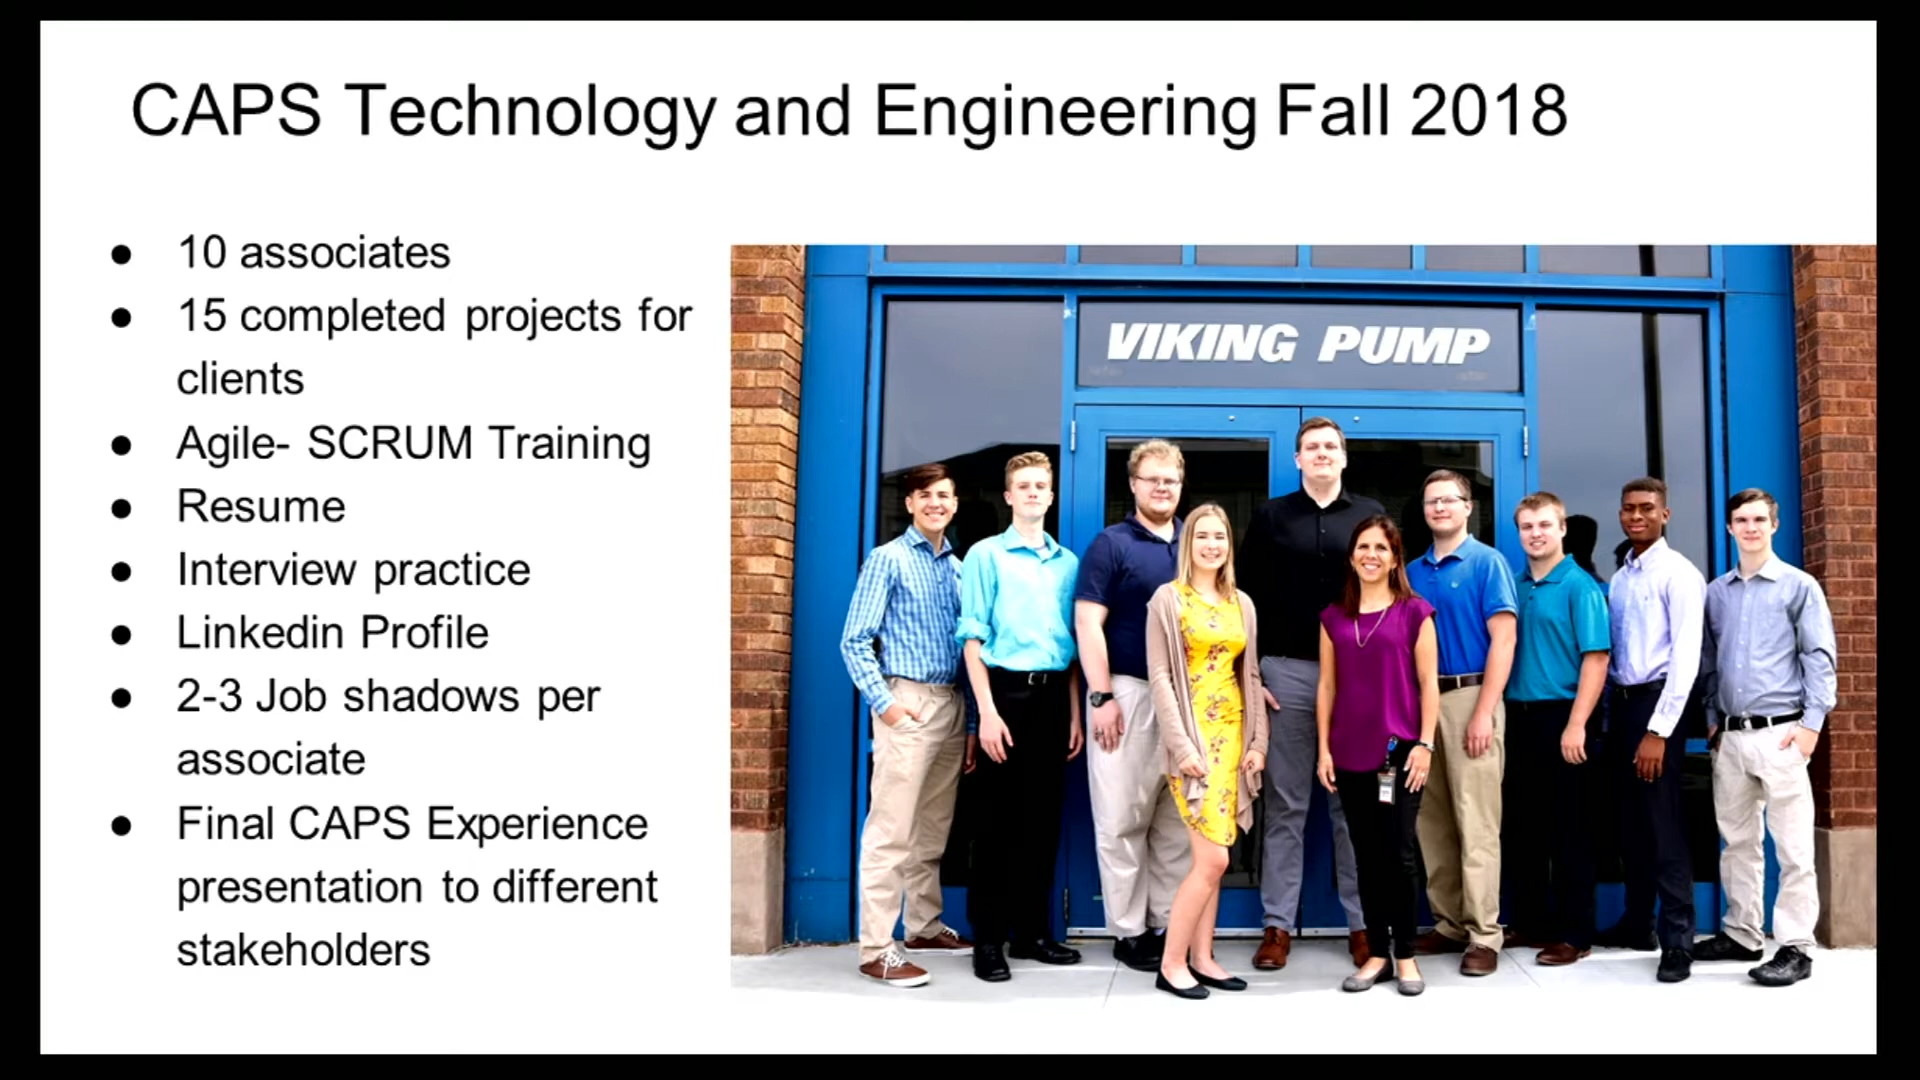 CAPS Technology and Engineering Fall 2018
● 10 associates
● 15 completed projects for
clients
● Agile- SCRUM Training
● Resume
● Interview practice
● Linkedin Profile
● 2-3 Job shadows per
associate
● Final CAPS Experience
presentation to different
stakeholders
VIKING PUMP